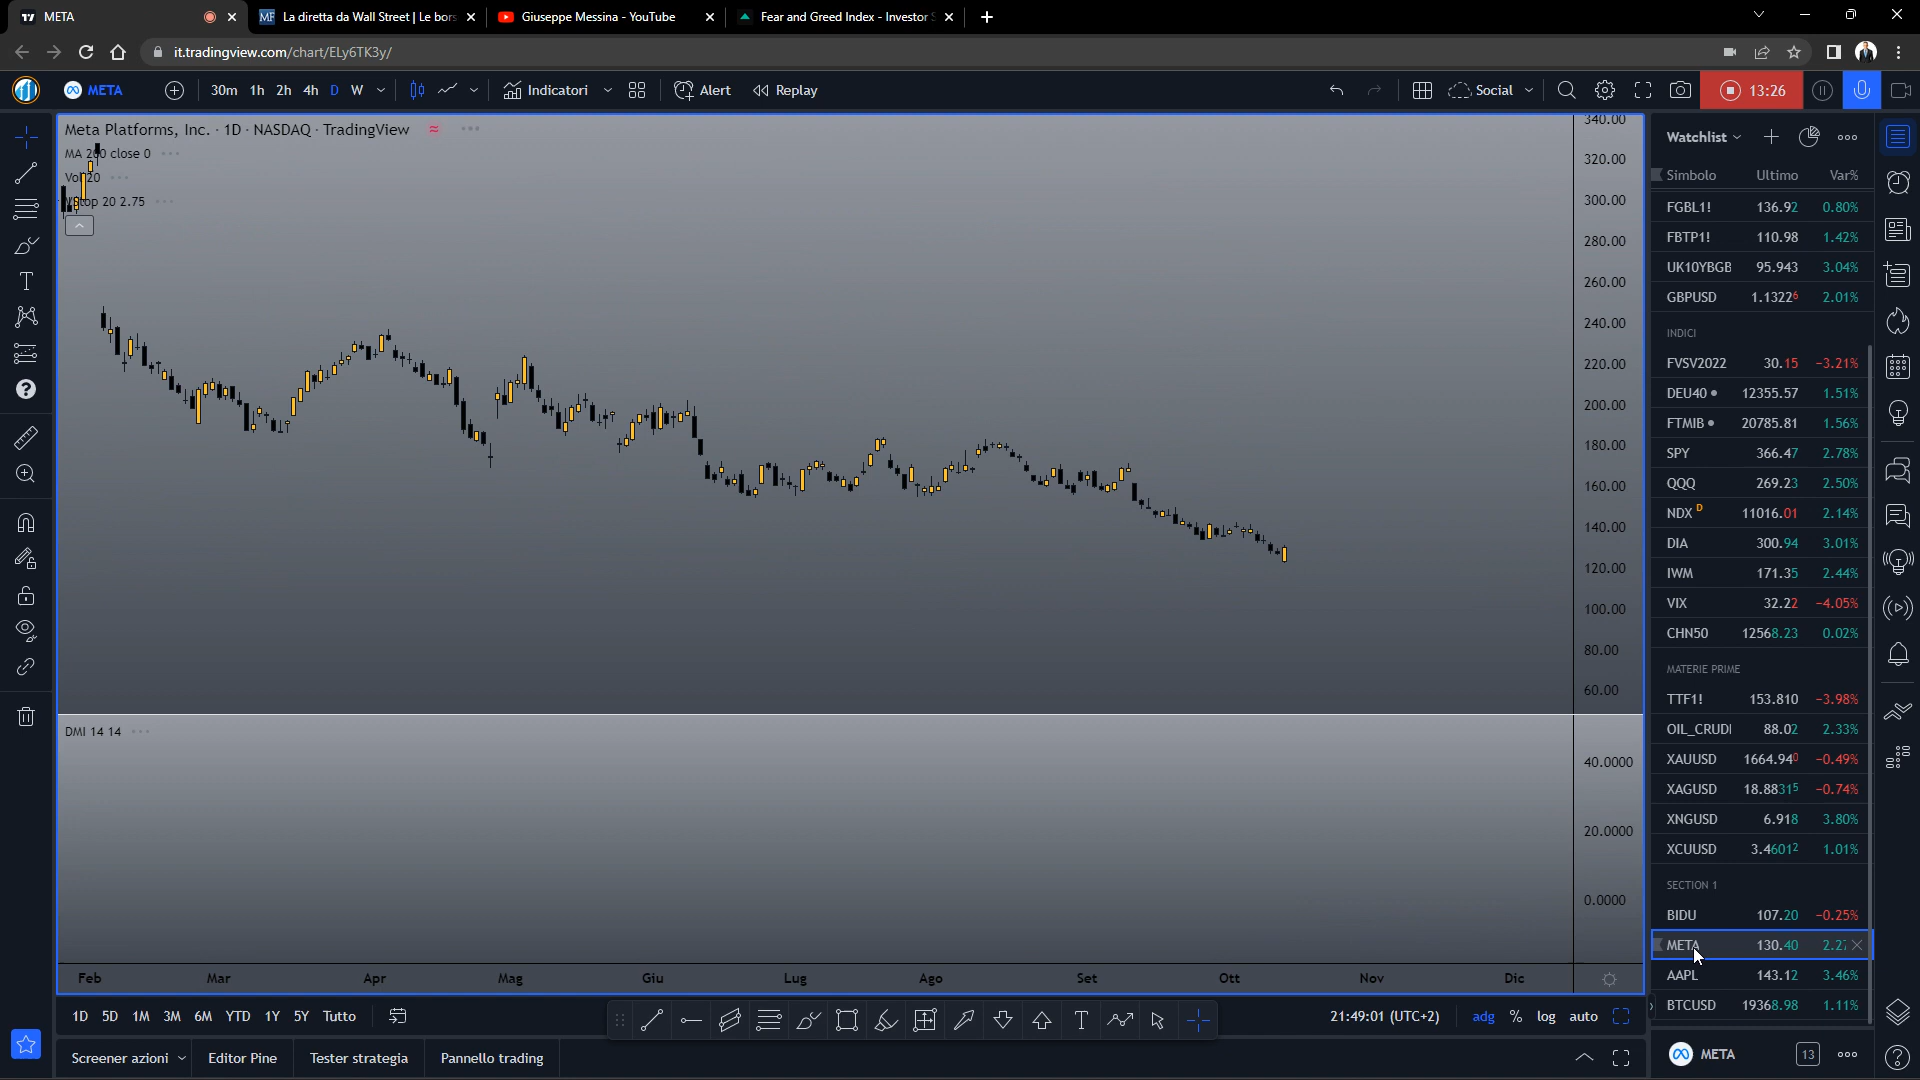 META
La diretta da Wall Street | Le bors
Giuseppe Messina - YouTube
Fear and Greed Index - Investor S
it.tradingview.com/chart/ELy6TK3y/
META
30m 1h 2h 4h D W
Indicatori
Alert
Replay
Social
13:26
Meta Platforms, Inc. · 1D · NASDAQ · TradingView
MA 200 close 0
Vol 20
VStop 20 2.75
340.00
320.00
300.00
280.00
260.00
240.00
220.00
200.00
180.00
160.00
140.00
120.00
100.00
80.00
60.00
DMI 14 14
40.0000
20.0000
0.0000
Feb Mar Apr Mag Giu Lug Ago Set Ott Nov Dic
1D 5D 1M 3M 6M YTD 1Y 5Y Tutto
21:49:01 (UTC+2)
adg % log auto
Screener azioni
Editor Pine
Tester strategia
Pannello trading
Watchlist
Simbolo Ultimo Var%
FGBL1! 136.92 0.80%
FBTP1! 110.98 1.42%
UK10YBGB 95.943 3.04%
GBPUSD 1.13226 2.01%
INDICI
FVSV2022 30.15 −3.21%
DEU40 12355.57 1.51%
FTMIB 20785.81 1.56%
SPY 366.47 2.78%
QQQ 269.23 2.50%
NDX D 11016.01 2.14%
DIA 300.94 3.01%
IWM 171.35 2.44%
VIX 32.22 −4.05%
CHN50 12568.23 0.02%
MATERIE PRIME
TTF1! 153.810 −3.98%
OIL_CRUDI 88.02 2.33%
XAUUSD 1664.940 −0.49%
XAGUSD 18.88315 −0.74%
XNGUSD 6.918 3.80%
XCUUSD 3.46012 1.01%
SECTION 1
BIDU 107.20 −0.25%
META 130.40 2.27
AAPL 143.12 3.46%
BTCUSD 19368.98 1.11%
META
13